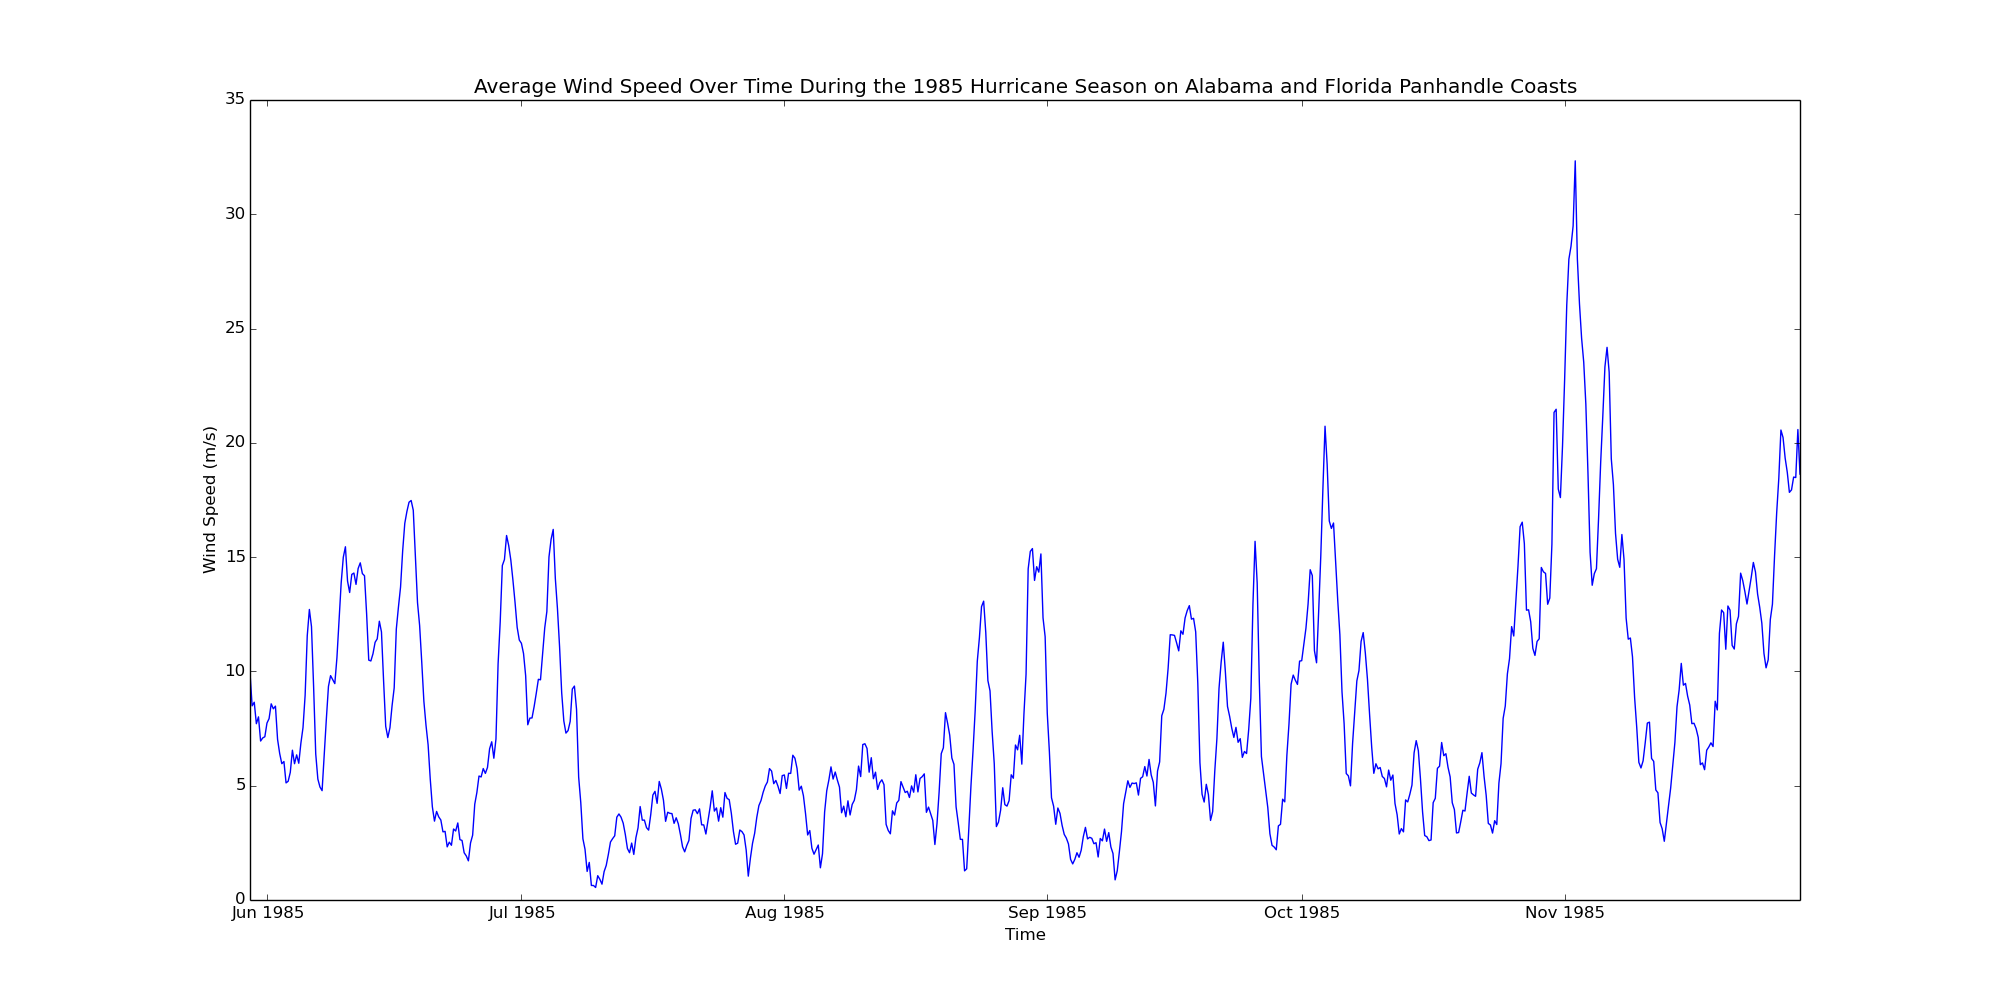 Average Wind Speed Over Time During the 1985 Hurricane Season on Alabama and Florida Panhandle Coasts
35
30
25
20
15
10
5
0
Wind Speed (m/s)
Jun 1985 Jul 1985 Aug 1985 Sep 1985 Oct 1985 Nov 1985
Time